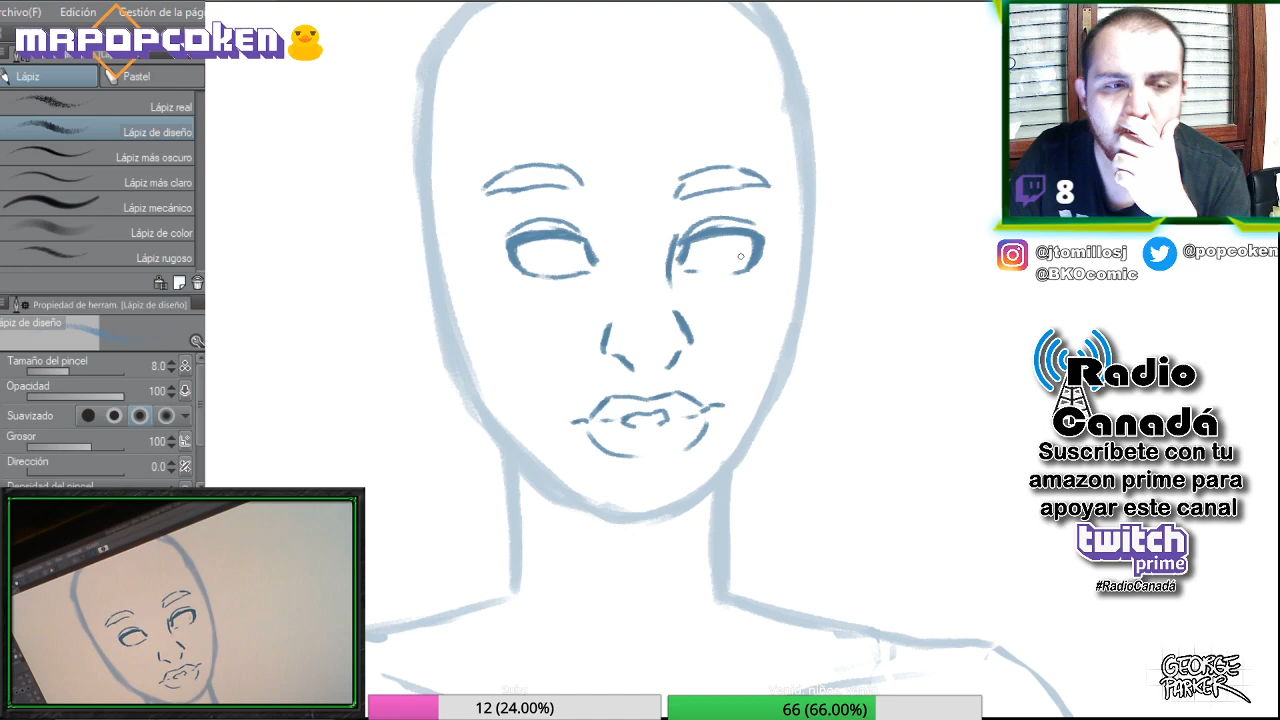 rchivo(F) Edición Gestión de la pág
MRPOPCOKEN
Lápiz
Pastel
Lápiz real
Lápiz de diseño
Lápiz más oscuro
Lápiz más claro
Lápiz mecánico
Lápiz de color
Lápiz rugoso
Propiedad de herram. [Lápiz de diseño]
ápiz de diseño
Tamaño del pincel 8.0
Opacidad 100
Suavizado
Grosor 100
Dirección 0.0
Densidad del pincel
8
@jtomillosj
@popcoken
@BKOcomic
Radio
Canadá
Suscríbete con tu
amazon prime para
apoyar este canal
twitch
prime
#RadioCanadá
GEORGE
PARKER
12 (24.00%)
66 (66.00%)